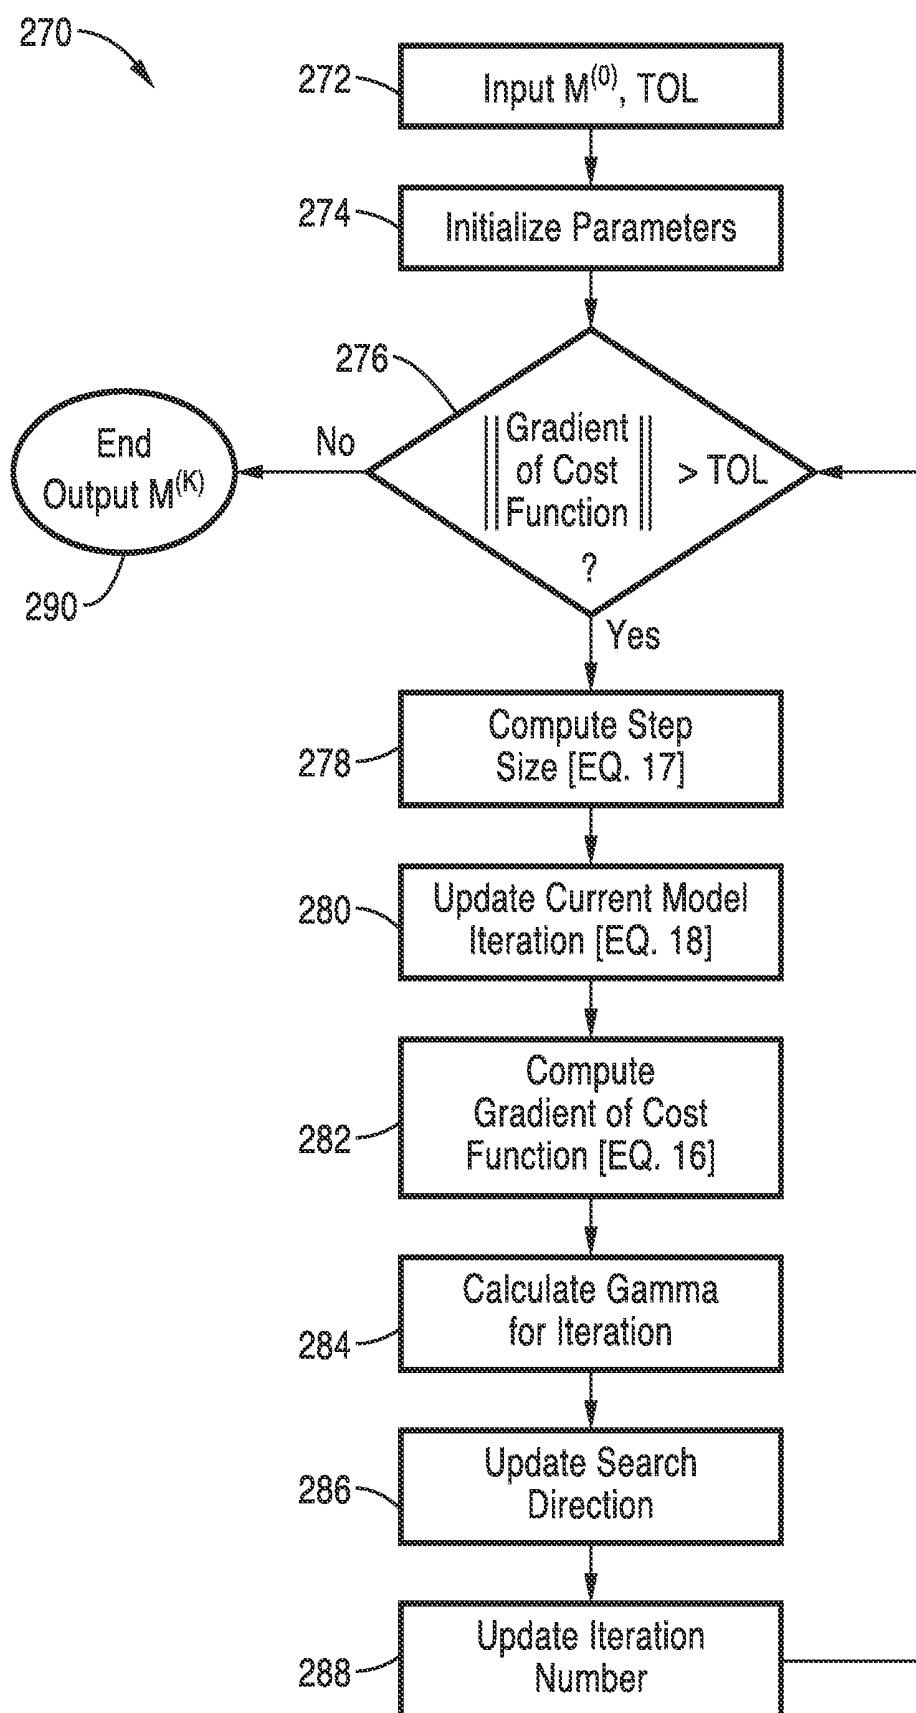 270
272
Input M^(0), TOL
274
Initialize Parameters
276
Gradient
of Cost
Function
> TOL
?
No
End
Output M^(K)
290
Yes
278
Compute Step
Size [EQ. 17]
280
Update Current Model
Iteration [EQ. 18]
282
Compute
Gradient of Cost
Function [EQ. 16]
284
Calculate Gamma
for Iteration
286
Update Search
Direction
288
Update Iteration
Number